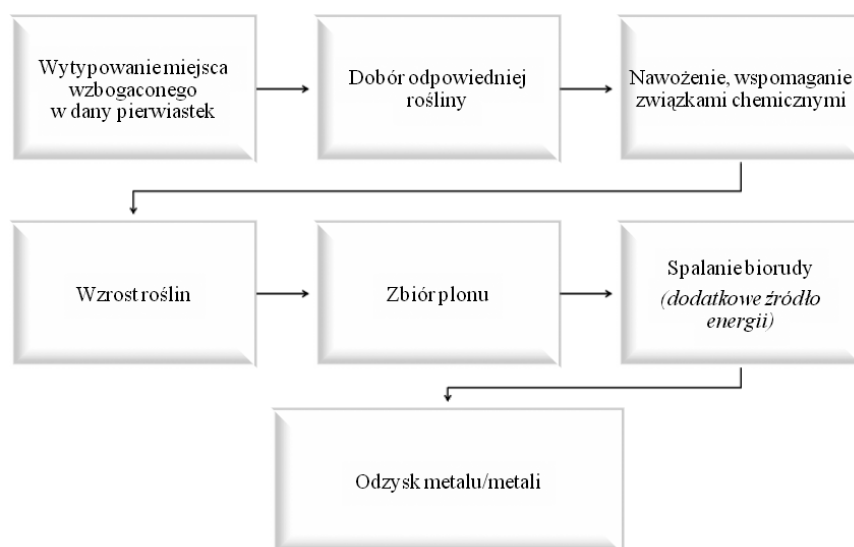 Wytypowanie miejsca
wzbogaconego
w dany pierwiastek
Dobór odpowiedniej
rośliny
Nawożenie, wspomaganie
związkami chemicznymi
Wzrost roślin
Zbiór plonu
Spalanie biorudy
(dodatkowe źródło
energii)
Odzysk metalu/metali